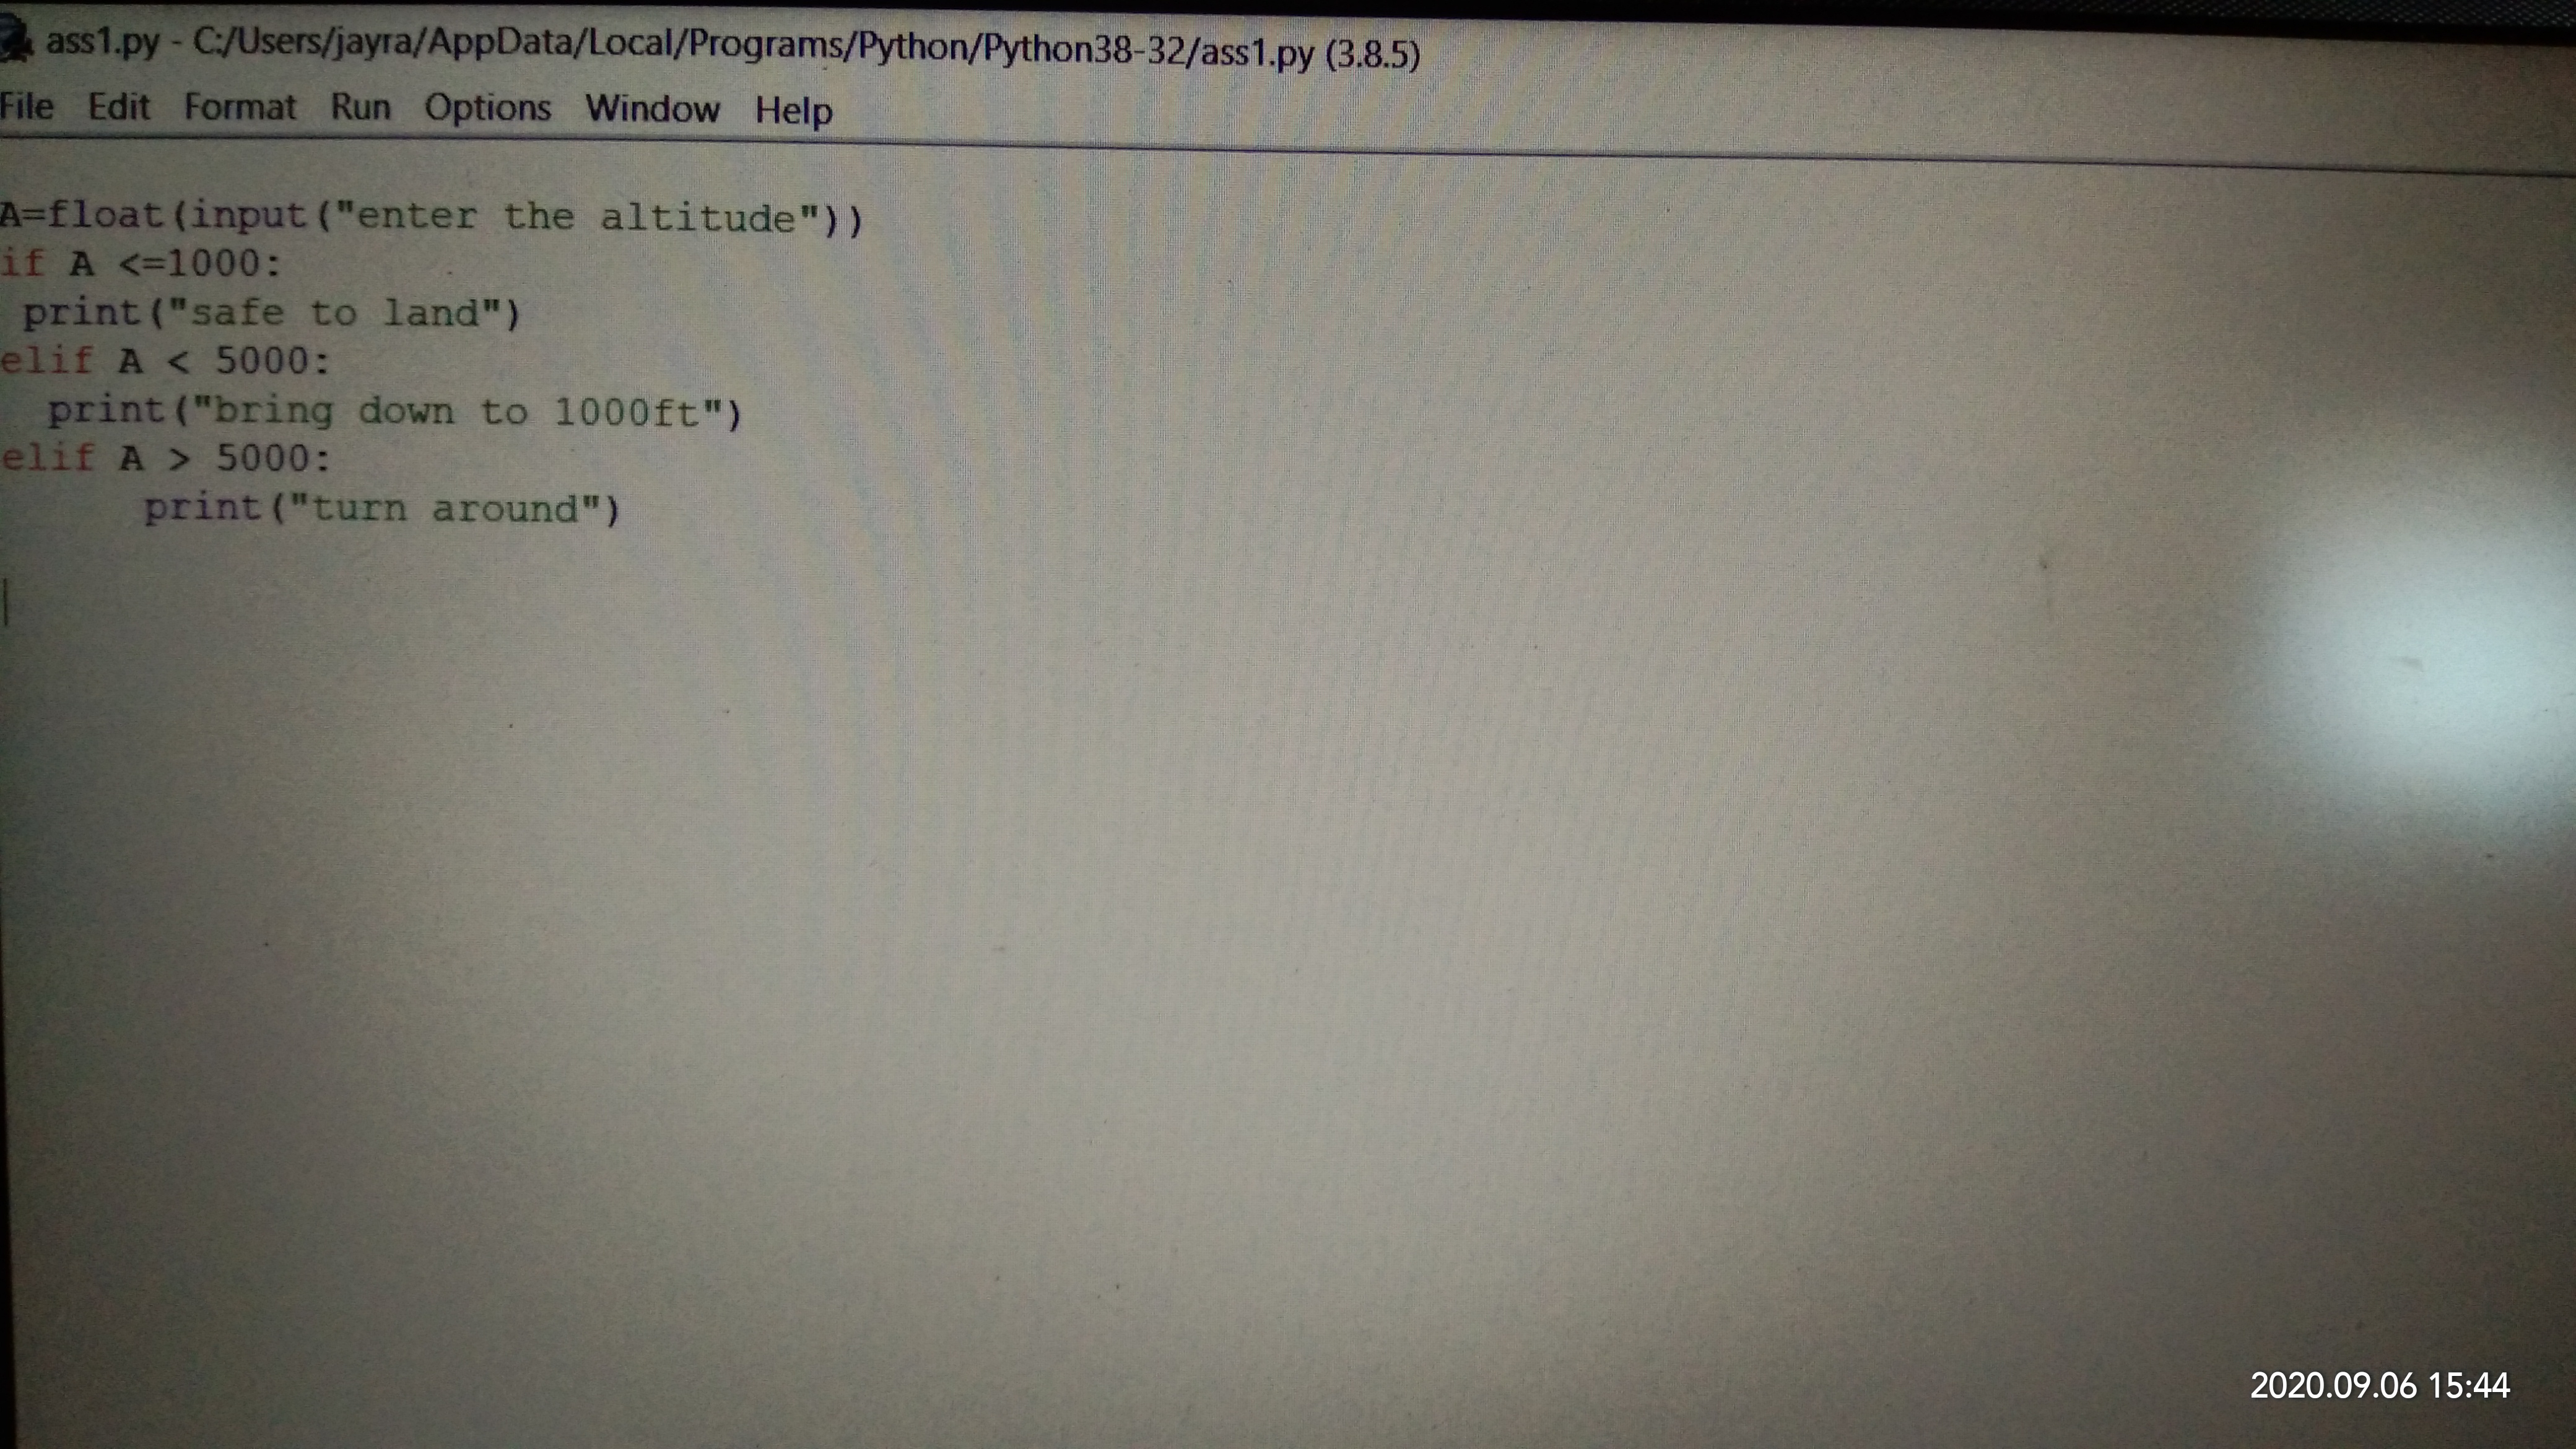 ass1.py - C:/Users/jayra/AppData/Local/Programs/Python/Python38-32/ass1.py (3.8.5)
File Edit Format Run Options Window Help
A=float(input("enter the altitude"))
if A <=1000:
 print("safe to land")
elif A < 5000:
  print("bring down to 1000ft")
elif A > 5000:
      print("turn around")
2020.09.06 15:44